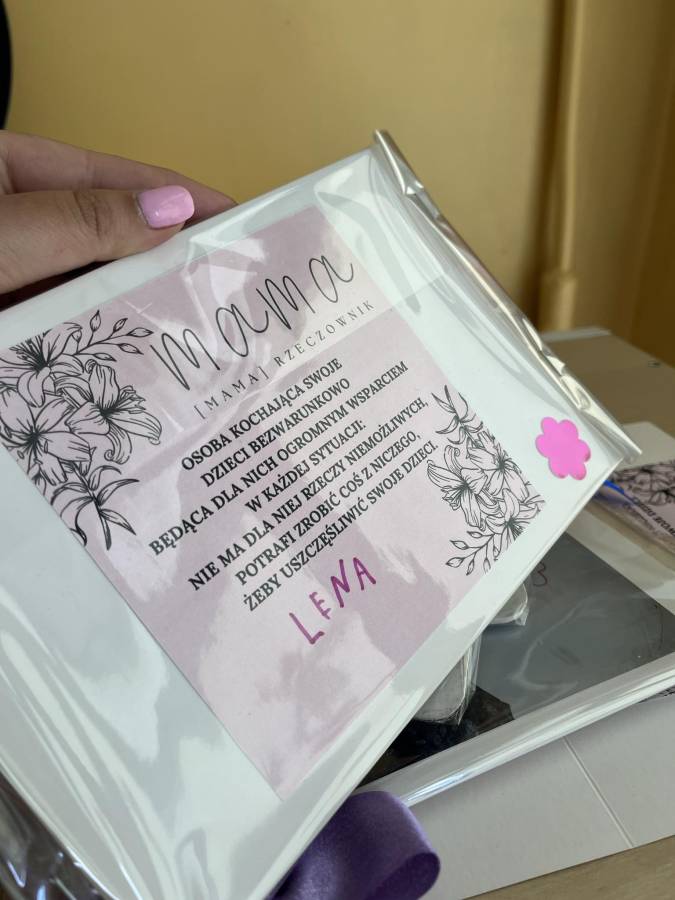 mama
[MAMA] RZECZOWNIK
OSOBA KOCHAJĄCA SWOJE
DZIECI BEZWARUNKOWO
BĘDĄCA DLA NICH OGROMNYM WSPARCIEM
W KAŻDEJ SYTUACJI:
NIE MA DLA NIEJ RZECZY NIEMOŻLIWYCH,
POTRAFI ZROBIĆ COŚ Z NICZEGO,
ŻEBY USZCZĘŚLIWIĆ SWOJE DZIECI
LENA
3